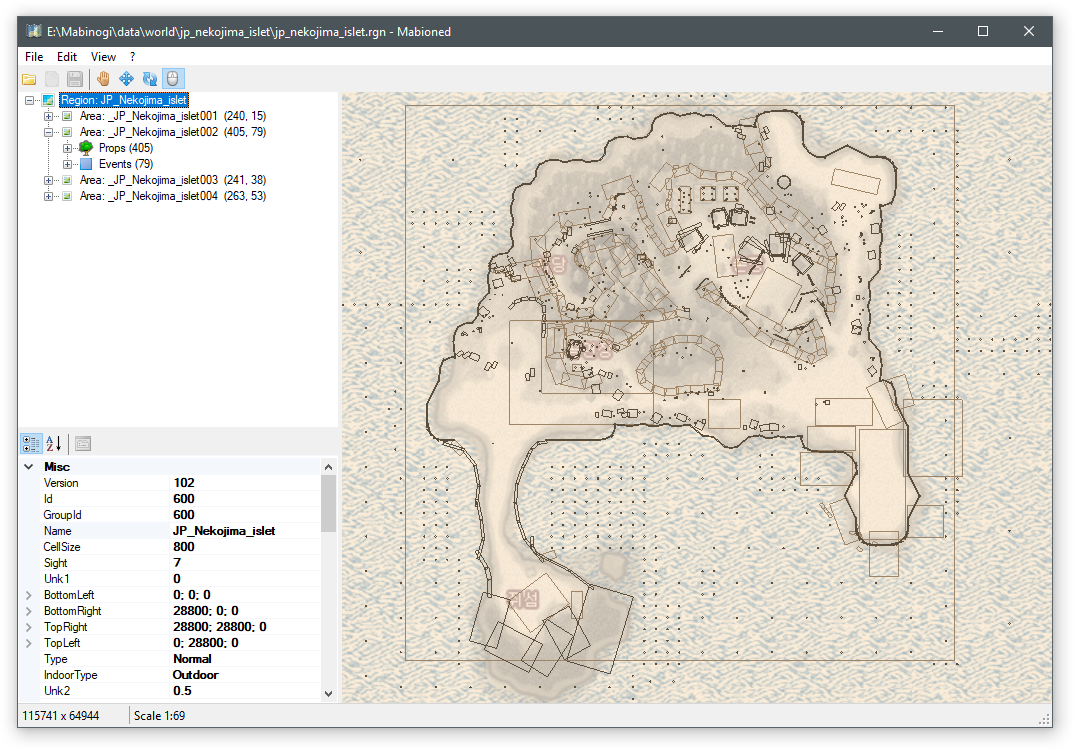 E:\Mabinogi\data\world\jp_nekojima_islet\jp_nekojima_islet.rgn - Mabioned
File Edit View ?
Region: JP_Nekojima_islet
Area: _JP_Nekojima_islet001 (240, 15)
Area: _JP_Nekojima_islet002 (405, 79)
Props (405)
Events (79)
Area: _JP_Nekojima_islet003 (241, 38)
Area: _JP_Nekojima_islet004 (263, 53)
Misc
Version 102
Id 600
GroupId 600
Name JP_Nekojima_islet
CellSize 800
Sight 7
Unk1 0
BottomLeft 0; 0; 0
BottomRight 28800; 0; 0
TopRight 28800; 28800; 0
TopLeft 0; 28800; 0
Type Normal
IndoorType Outdoor
Unk2 0.5
쥐섬
115741 x 64944 Scale 1:69